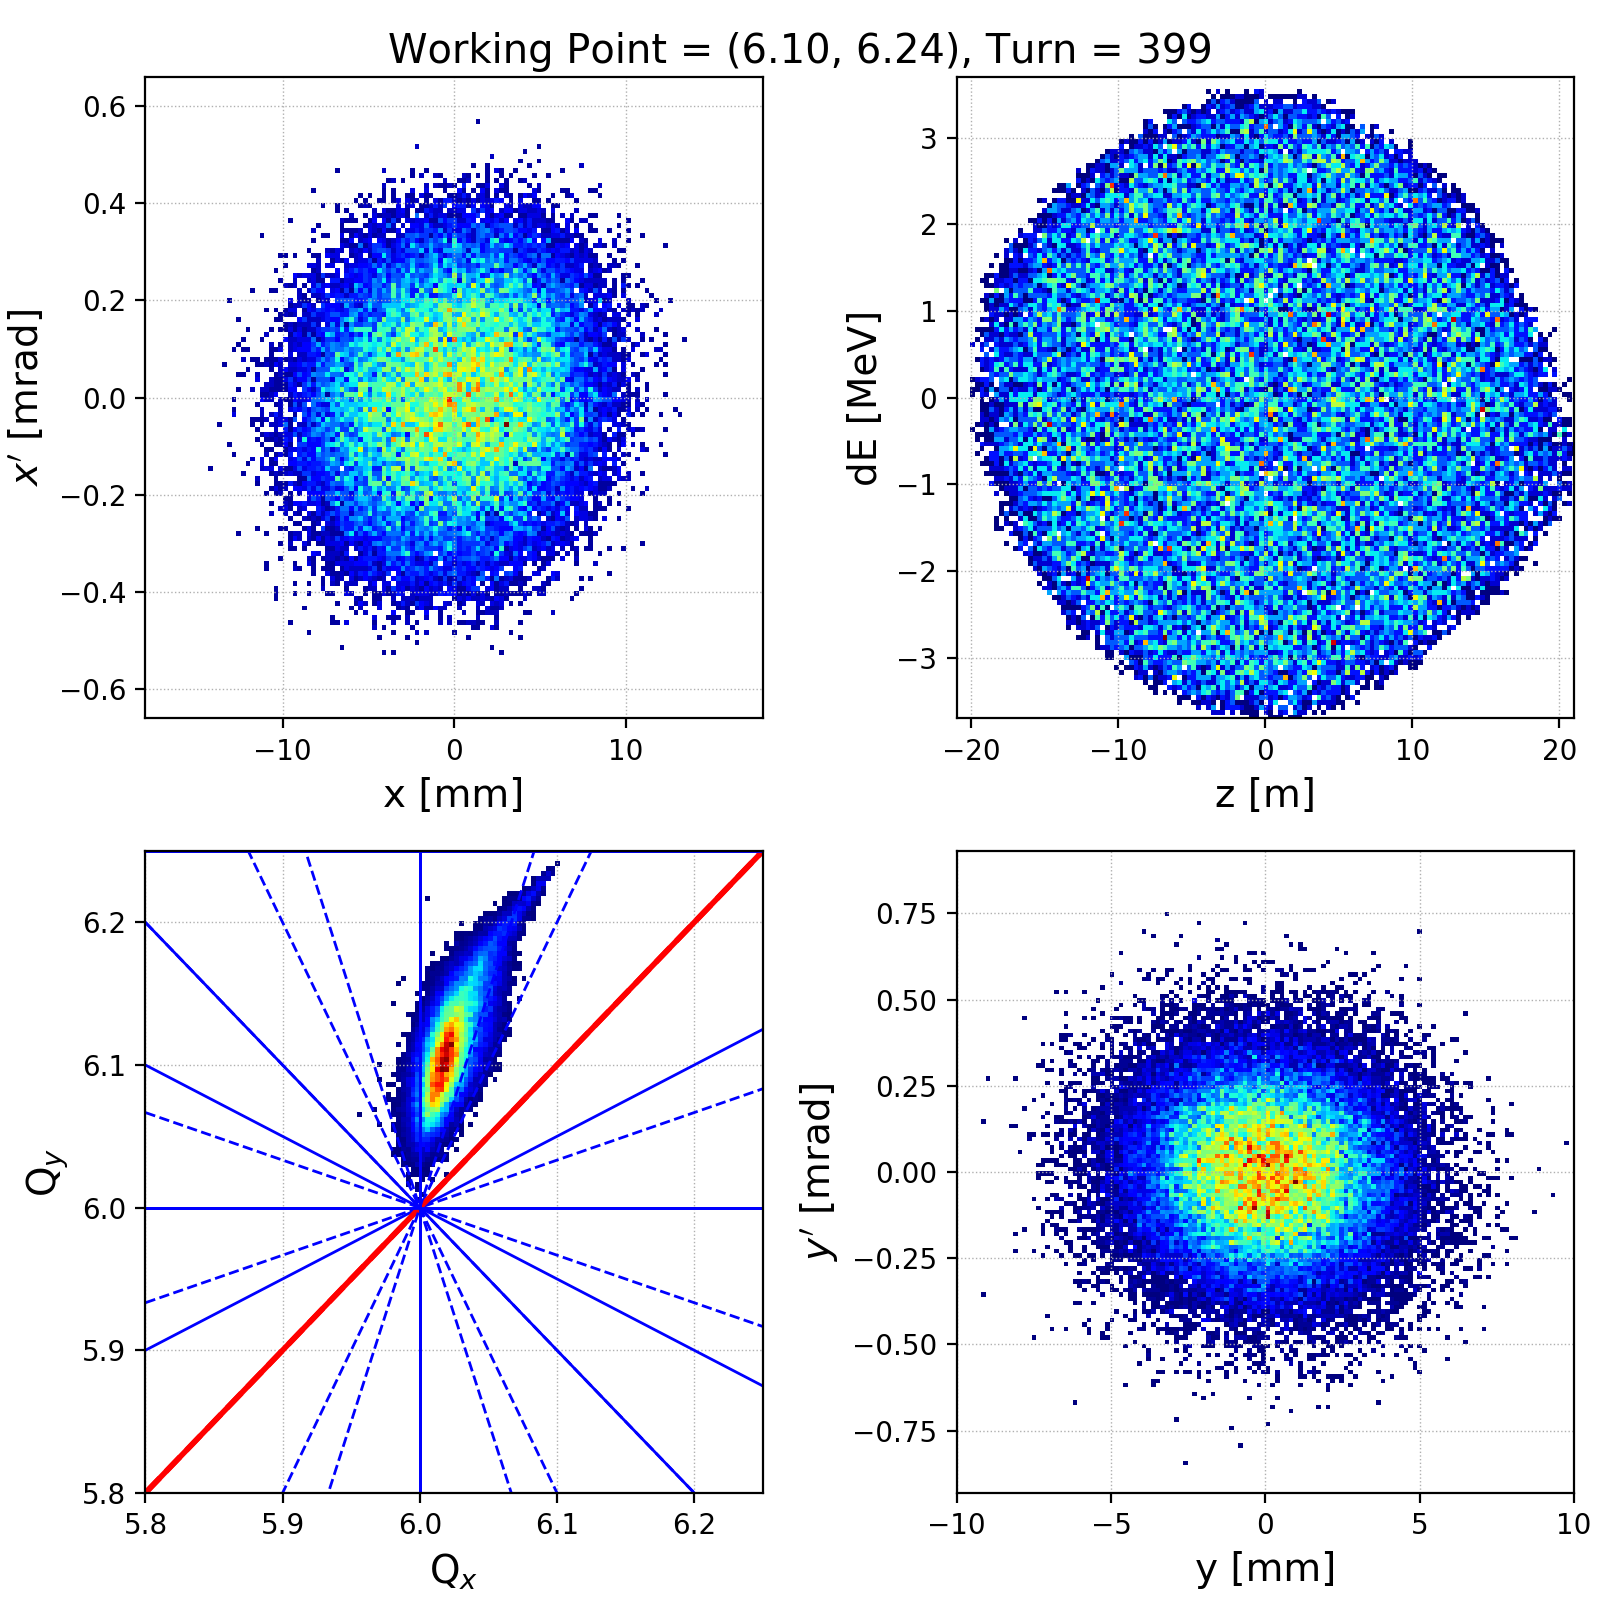 Working Point = (6.10, 6.24), Turn = 399
0.6
0.4
0.2
0.0
−0.2
−0.4
−0.6
x′ [mrad]
−10 0 10
x [mm]
3
2
1
0
−1
−2
−3
dE [MeV]
−20 −10 0 10 20
z [m]
6.2
6.1
6.0
5.9
5.8
Qy
5.8 5.9 6.0 6.1 6.2
Qx
0.75
0.50
0.25
0.00
−0.25
−0.50
−0.75
y′ [mrad]
−10 −5 0 5 10
y [mm]